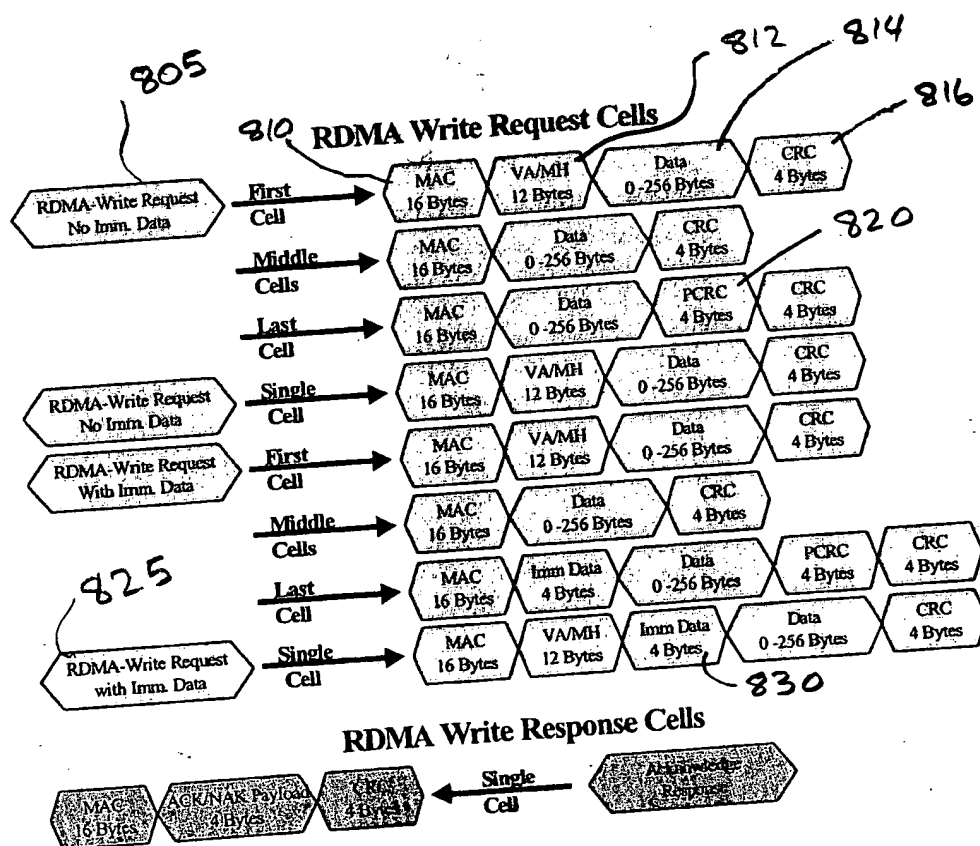 805
812
814
816
810
RDMA Write Request Cells
RDMA-Write Request
No Imm. Data
First
Cell
MAC
16 Bytes
VA/MH
12 Bytes
Data
0 -256 Bytes
CRC
4 Bytes
Middle
Cells
MAC
16 Bytes
Data
0 -256 Bytes
CRC
4 Bytes
820
Last
Cell
MAC
16 Bytes
Data
0 -256 Bytes
PCRC
4 Bytes
CRC
4 Bytes
RDMA-Write Request
No Imm. Data
Single
Cell
MAC
16 Bytes
VA/MH
12 Bytes
Data
0 -256 Bytes
CRC
4 Bytes
RDMA-Write Request
With Imm. Data
First
Cell
MAC
16 Bytes
VA/MH
12 Bytes
Data
0 -256 Bytes
CRC
4 Bytes
Middle
Cells
MAC
16 Bytes
Data
0 -256 Bytes
CRC
4 Bytes
825
Last
Cell
MAC
16 Bytes
Imm Data
4 Bytes
Data
0 -256 Bytes
PCRC
4 Bytes
CRC
4 Bytes
RDMA-Write Request
with Imm. Data
Single
Cell
MAC
16 Bytes
VA/MH
12 Bytes
Imm Data
4 Bytes
Data
0 -256 Bytes
CRC
4 Bytes
830
RDMA Write Response Cells
MAC
16 Bytes
ACK/NAK Payload
4 Bytes
CRC
4 Bytes
Single
Cell
Acknowledge
Response